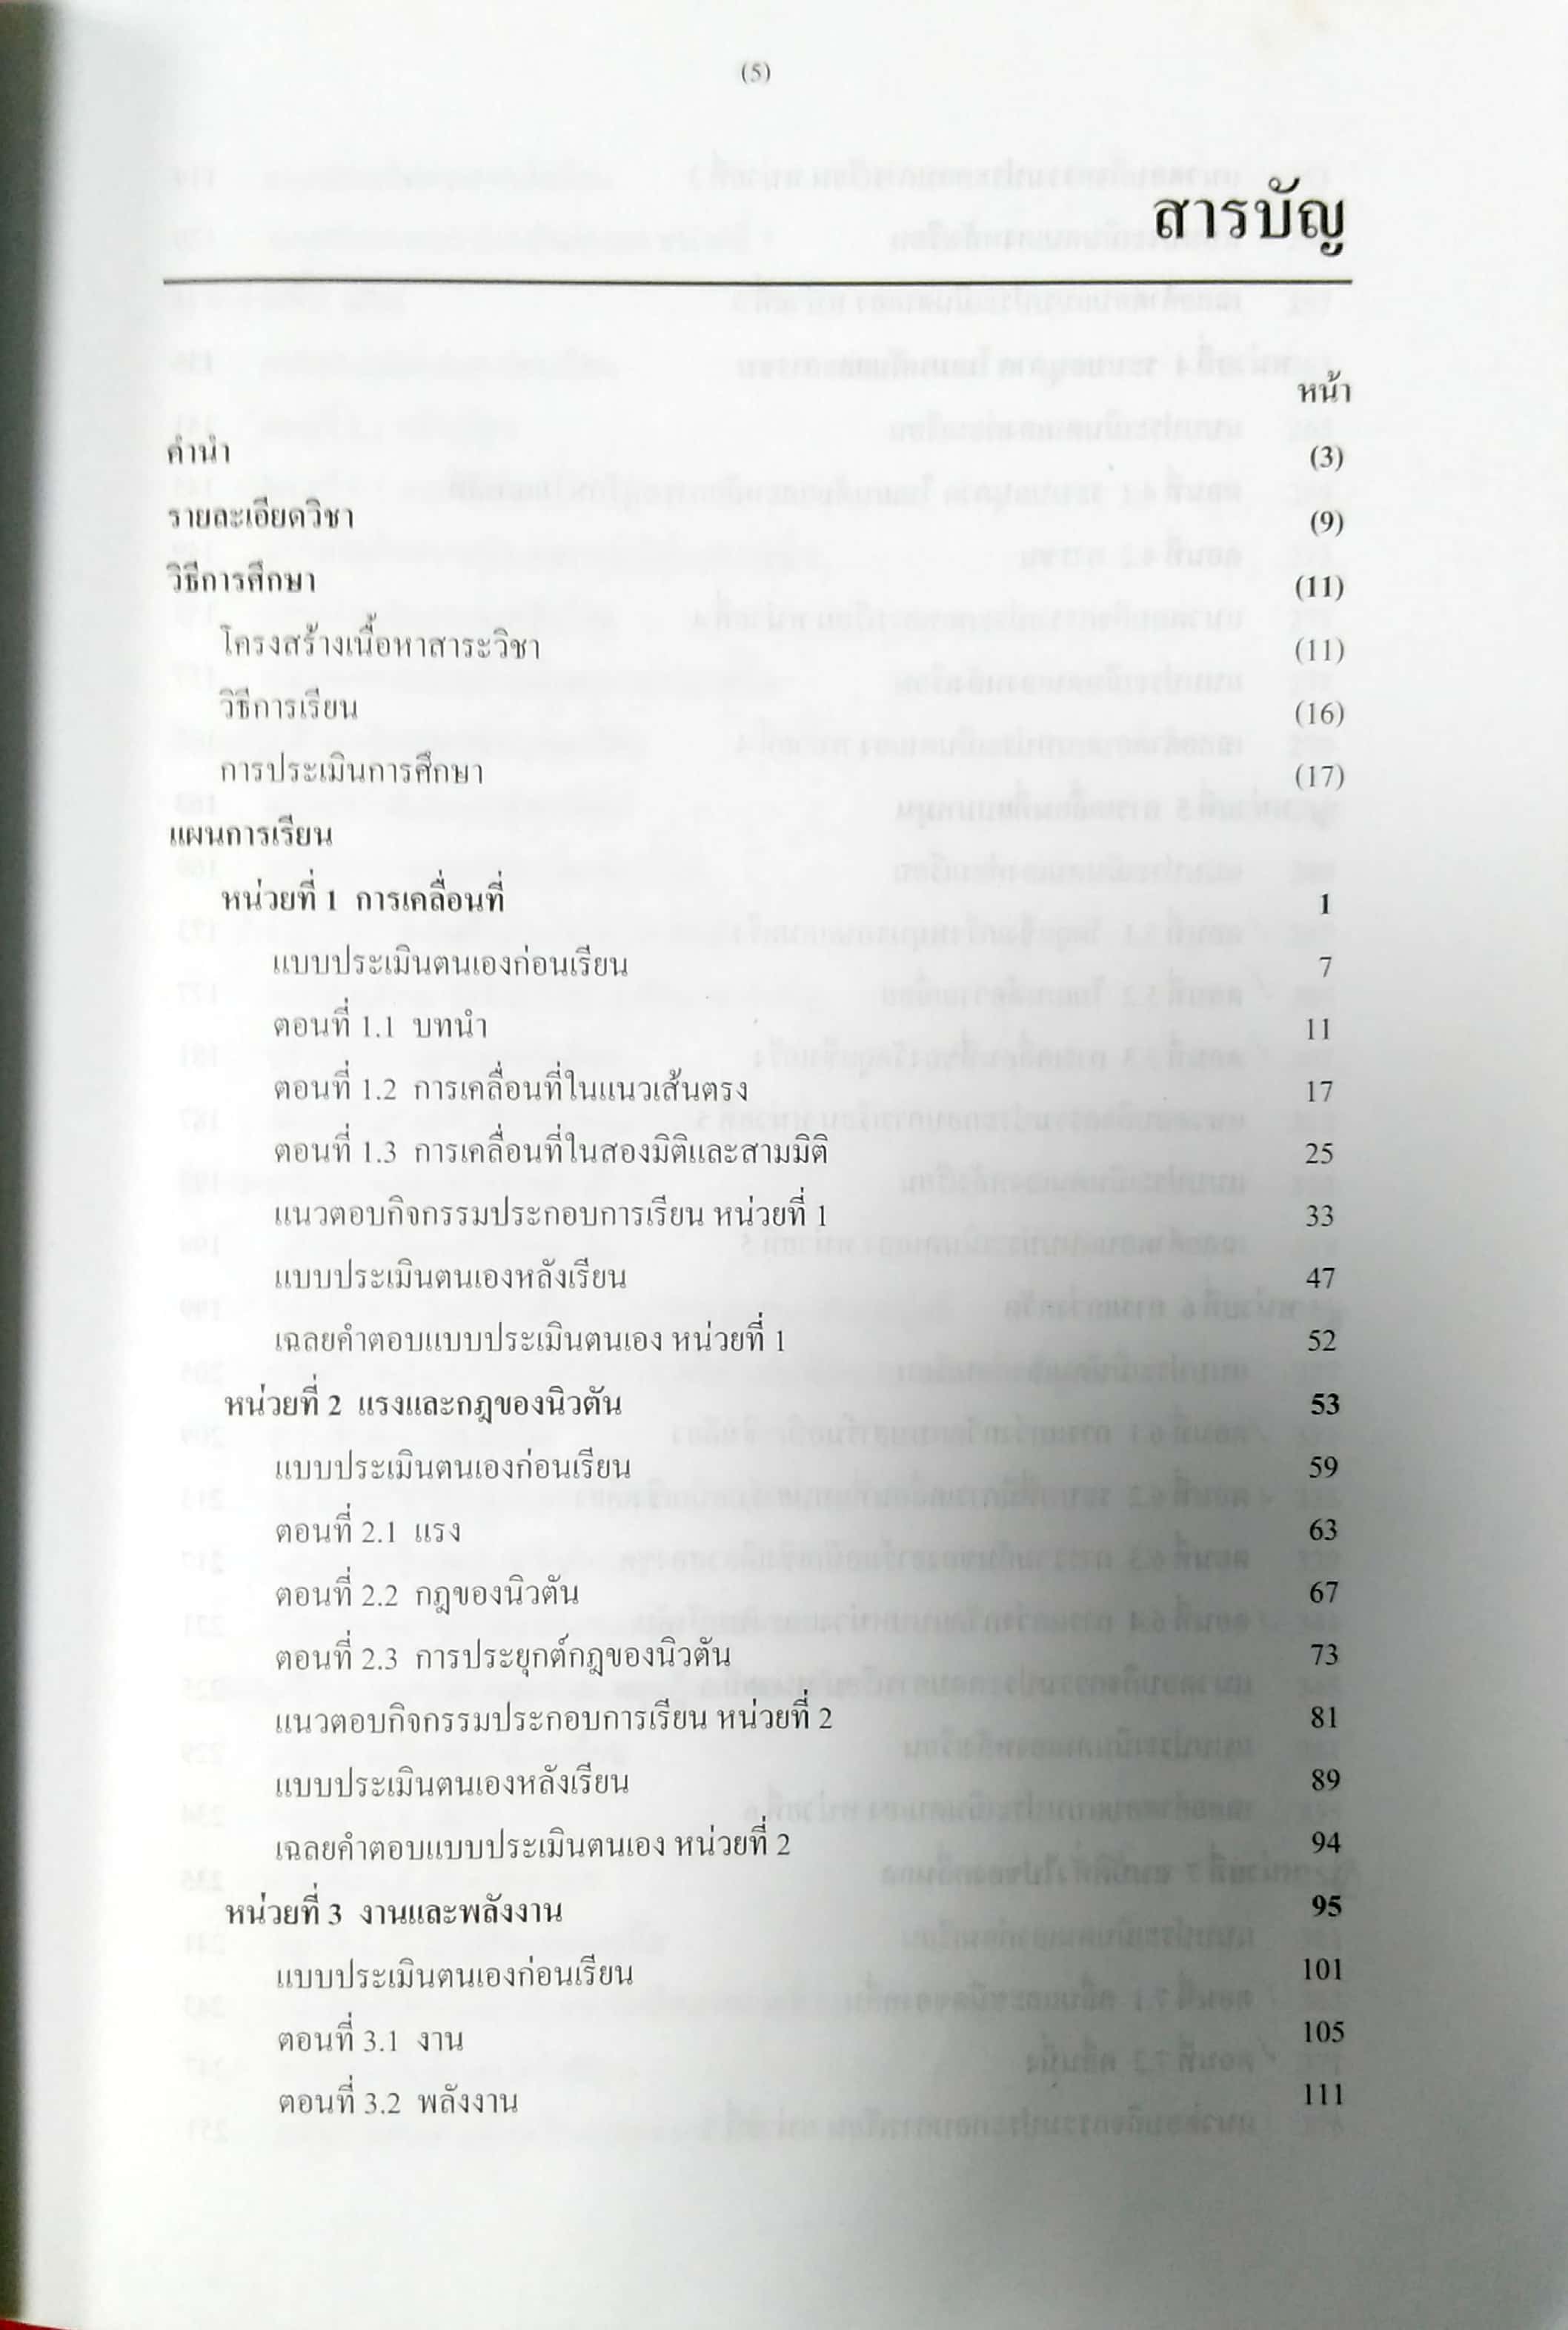 (5)
สารบัญ
หน้า
คำนำ (3)
รายละเอียดวิชา (9)
วิธีการศึกษา (11)
โครงสร้างเนื้อหาสาระวิชา (11)
วิธีการเรียน (16)
การประเมินการศึกษา (17)
แผนการเรียน
หน่วยที่ 1 การเคลื่อนที่ 1
แบบประเมินตนเองก่อนเรียน 7
ตอนที่ 1.1 บทนำ 11
ตอนที่ 1.2 การเคลื่อนที่ในแนวเส้นตรง 17
ตอนที่ 1.3 การเคลื่อนที่ในสองมิติและสามมิติ 25
แนวตอบกิจกรรมประกอบการเรียน หน่วยที่ 1 33
แบบประเมินตนเองหลังเรียน 47
เฉลยคำตอบแบบประเมินตนเอง หน่วยที่ 1 52
หน่วยที่ 2 แรงและกฎของนิวตัน 53
แบบประเมินตนเองก่อนเรียน 59
ตอนที่ 2.1 แรง 63
ตอนที่ 2.2 กฎของนิวตัน 67
ตอนที่ 2.3 การประยุกต์กฎของนิวตัน 73
แนวตอบกิจกรรมประกอบการเรียน หน่วยที่ 2 81
แบบประเมินตนเองหลังเรียน 89
เฉลยคำตอบแบบประเมินตนเอง หน่วยที่ 2 94
หน่วยที่ 3 งานและพลังงาน 95
แบบประเมินตนเองก่อนเรียน 101
ตอนที่ 3.1 งาน 105
ตอนที่ 3.2 พลังงาน 111